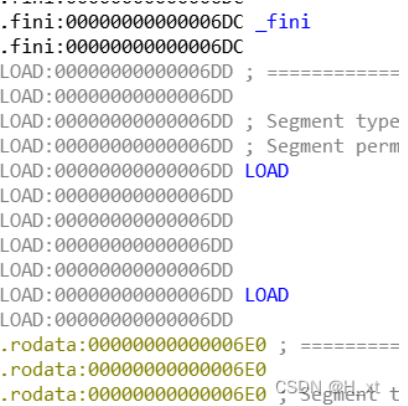 .fini:00000000000006DC _fini
.fini:00000000000006DC
LOAD:00000000000006DD ; ============
LOAD:00000000000006DD
LOAD:00000000000006DD ; Segment type
LOAD:00000000000006DD ; Segment perm
LOAD:00000000000006DD LOAD
LOAD:00000000000006DD
LOAD:00000000000006DD
LOAD:00000000000006DD
LOAD:00000000000006DD
LOAD:00000000000006DD LOAD
LOAD:00000000000006DD
.rodata:00000000000006E0 ; =========
.rodata:00000000000006E0
.rodata:00000000000006E0 ; Segment t
CSDN @H_xt